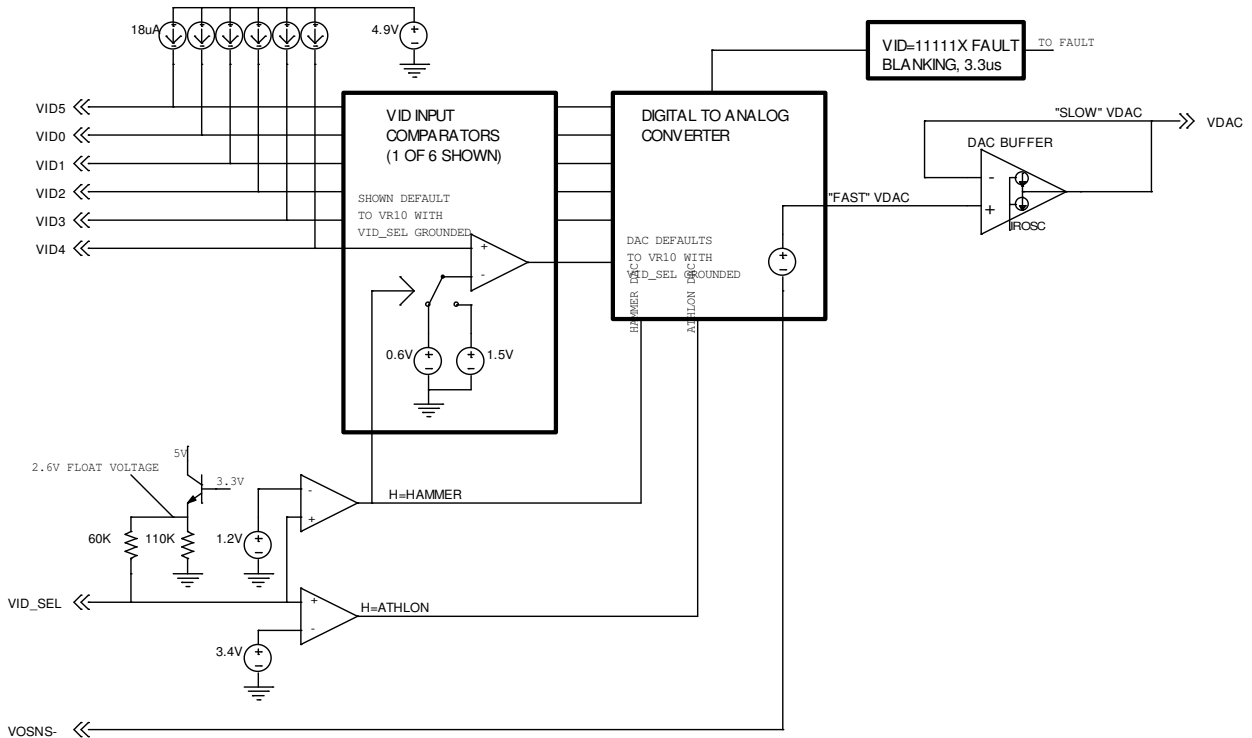 18uA
4.9V
VID=11111X FAULT
BLANKING, 3.3us
TO FAULT
VID5
VID0
VID1
VID2
VID3
VID4
VID INPUT
COMPARATORS
(1 OF 6 SHOWN)
SHOWN DEFAULT
TO VR10 WITH
VID_SEL GROUNDED
+
-
0.6V
+
-
1.5V
+
-
DIGITAL TO ANALOG
CONVERTER
DAC DEFAULTS
TO VR10 WITH
VID_SEL GROUNDED
HAMMER DAC
ATHLON DAC
+
-
"FAST" VDAC
"SLOW" VDAC
VDAC
DAC BUFFER
-
+
IROSC
5V
2.6V FLOAT VOLTAGE
3.3V
60K
110K
1.2V
+
-
-
+
H=HAMMER
VID_SEL
+
-
H=ATHLON
3.4V
+
-
VOSNS-